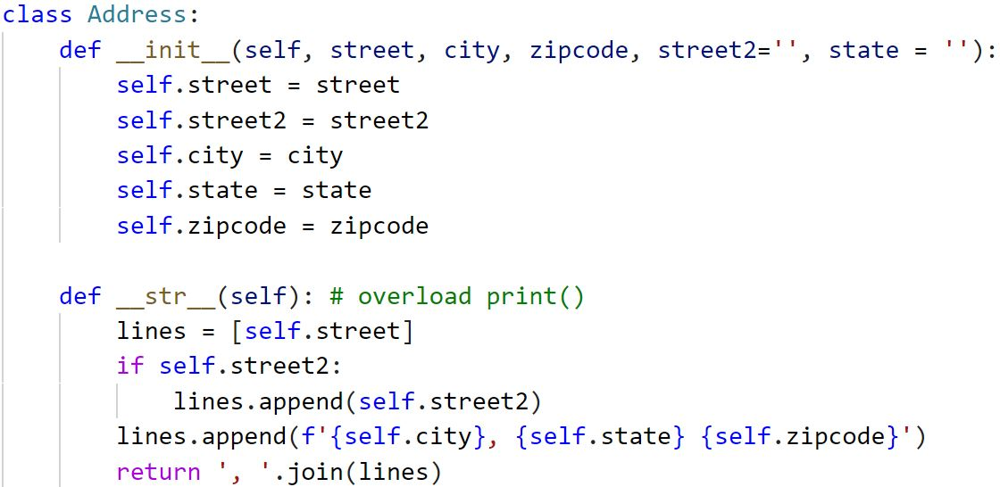 class Address:
    def __init__(self, street, city, zipcode, street2='', state = ''):
        self.street = street
        self.street2 = street2
        self.city = city
        self.state = state
        self.zipcode = zipcode

    def __str__(self): # overload print()
        lines = [self.street]
        if self.street2:
            lines.append(self.street2)
        lines.append(f'{self.city}, {self.state} {self.zipcode}')
        return ', '.join(lines)